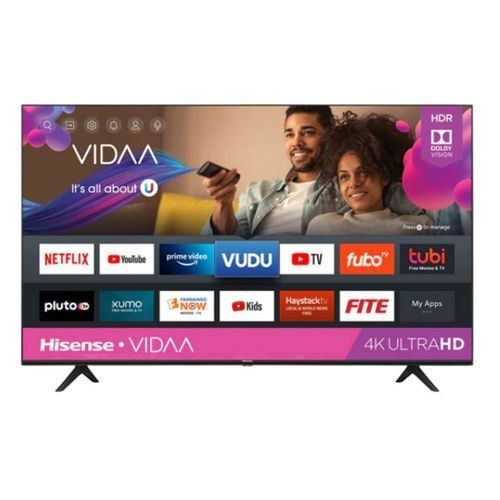 HDR
DOLBY
VISION
VIDAA
It's all about U
Press to manage
NETFLIX
YouTube
prime video
VUDU
TV
fuboTV
tubi
Free Movies & TV
pluto tv
xumo
FREE MOVIES & TV
FANDANGO
NOW
MOVIES + TV
Kids
Haystack tv
LOCAL & WORLD NEWS
FREE
FITE
My Apps
Hisense • VIDAA
4K ULTRAHD
Hisense